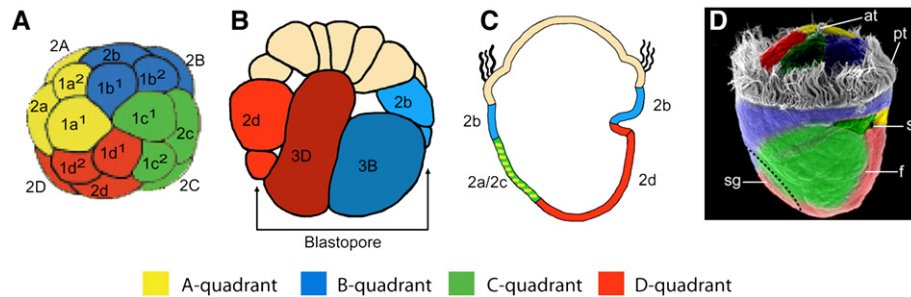 A
B
C
D
2A
2b
2B
1a²
1b¹
1b²
2a
1a¹
1c¹
2c
1d²
1d¹
1c²
2D
2d
2C
2d
3D
3B
2b
Blastopore
2b
2b
2a/2c
2d
at
pt
s
sg
f
A-quadrant
B-quadrant
C-quadrant
D-quadrant